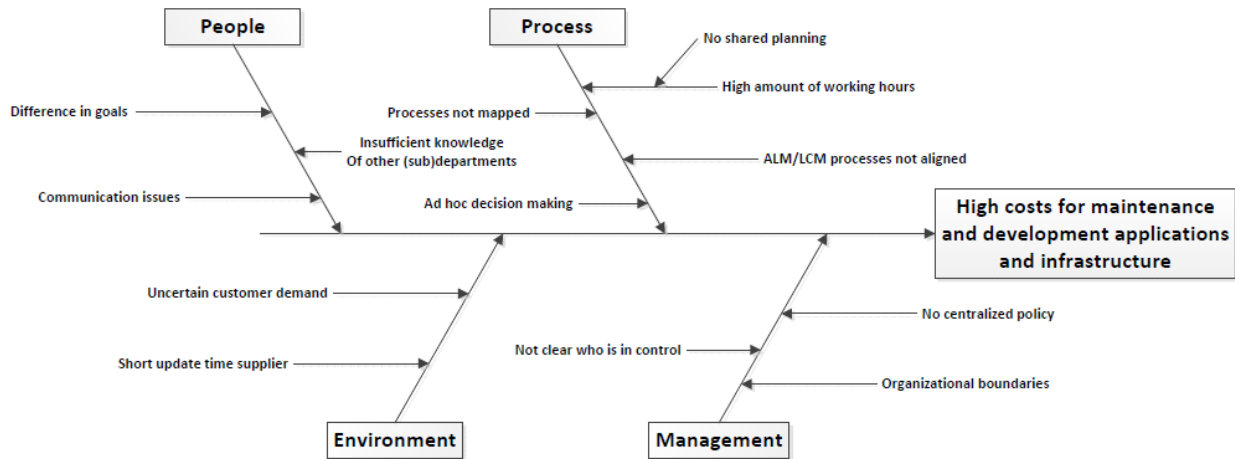 People
Process
No shared planning
High amount of working hours
Difference in goals
Processes not mapped
Insufficient knowledge
Of other (sub)departments
ALM/LCM processes not aligned
Communication issues
Ad hoc decision making
High costs for maintenance
and development applications
and infrastructure
Uncertain customer demand
No centralized policy
Not clear who is in control
Short update time supplier
Organizational boundaries
Environment
Management